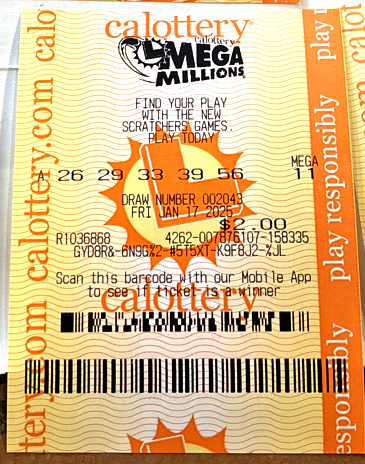 calottery
calottery
MEGA
MILLIONS
FIND YOUR PLAY
WITH THE NEW
SCRATCHERS GAMES.
PLAY TODAY
MEGA
A 26 29 33 39 56 11
DRAW NUMBER 002043
FRI JAN 17 2025
$2.00
R1036868 4262-007876107-158335
GYD8R&-6N9G%2-#5T5XT-K9F8J2-%JL
Scan this barcode with our Mobile App
to see if ticket is a winner
calottery
calottery.com calo
play responsibly